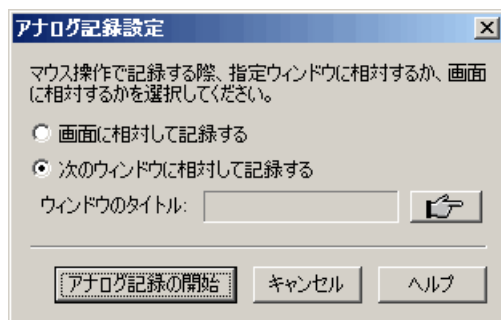 アナログ記録設定
マウス操作で記録する際、指定ウィンドウに相対するか、画面
に相対するかを選択してください。
画面に相対して記録する
次のウィンドウに相対して記録する
ウィンドウのタイトル:
アナログ記録の開始 キャンセル ヘルプ